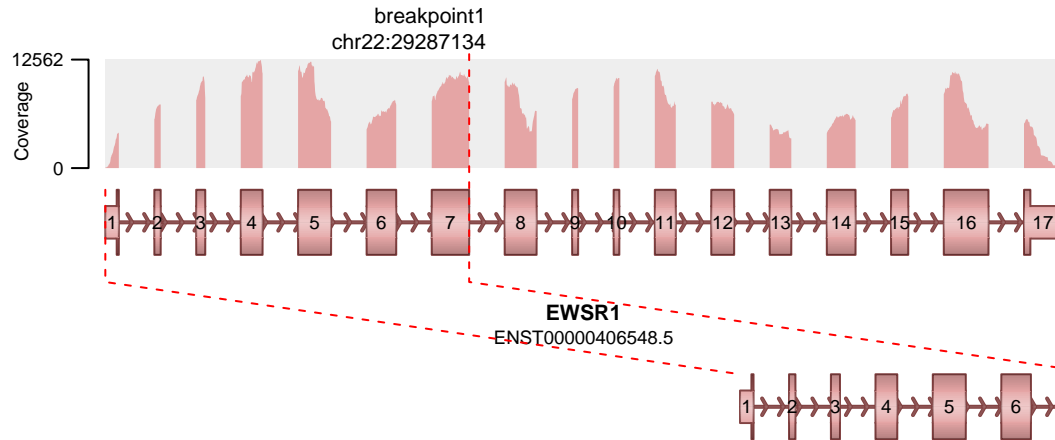 breakpoint1
chr22:29287134
12562
Coverage
0
1 2 3 4 5 6 7 8 9 10 11 12 13 14 15 16 17
EWSR1
ENST00000406548.5
1 2 3 4 5 6